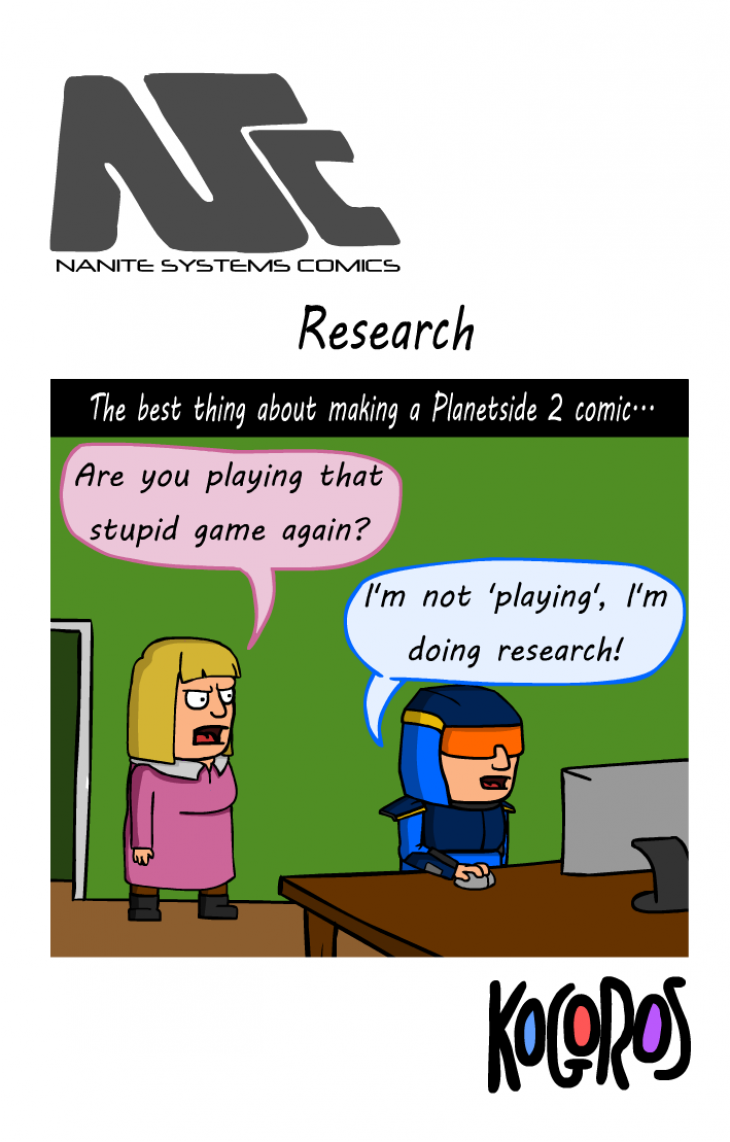 NSC
NANITE SYSTEMS COMICS
Research
The best thing about making a Planetside 2 comic...
Are you playing that
stupid game again?
I'm not 'playing', I'm
doing research!
KOGOROS